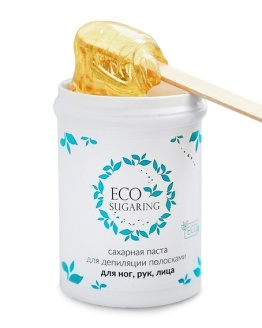 ECO
SUGARING
сахарная паста
для депиляции полосками
для ног, рук, лица